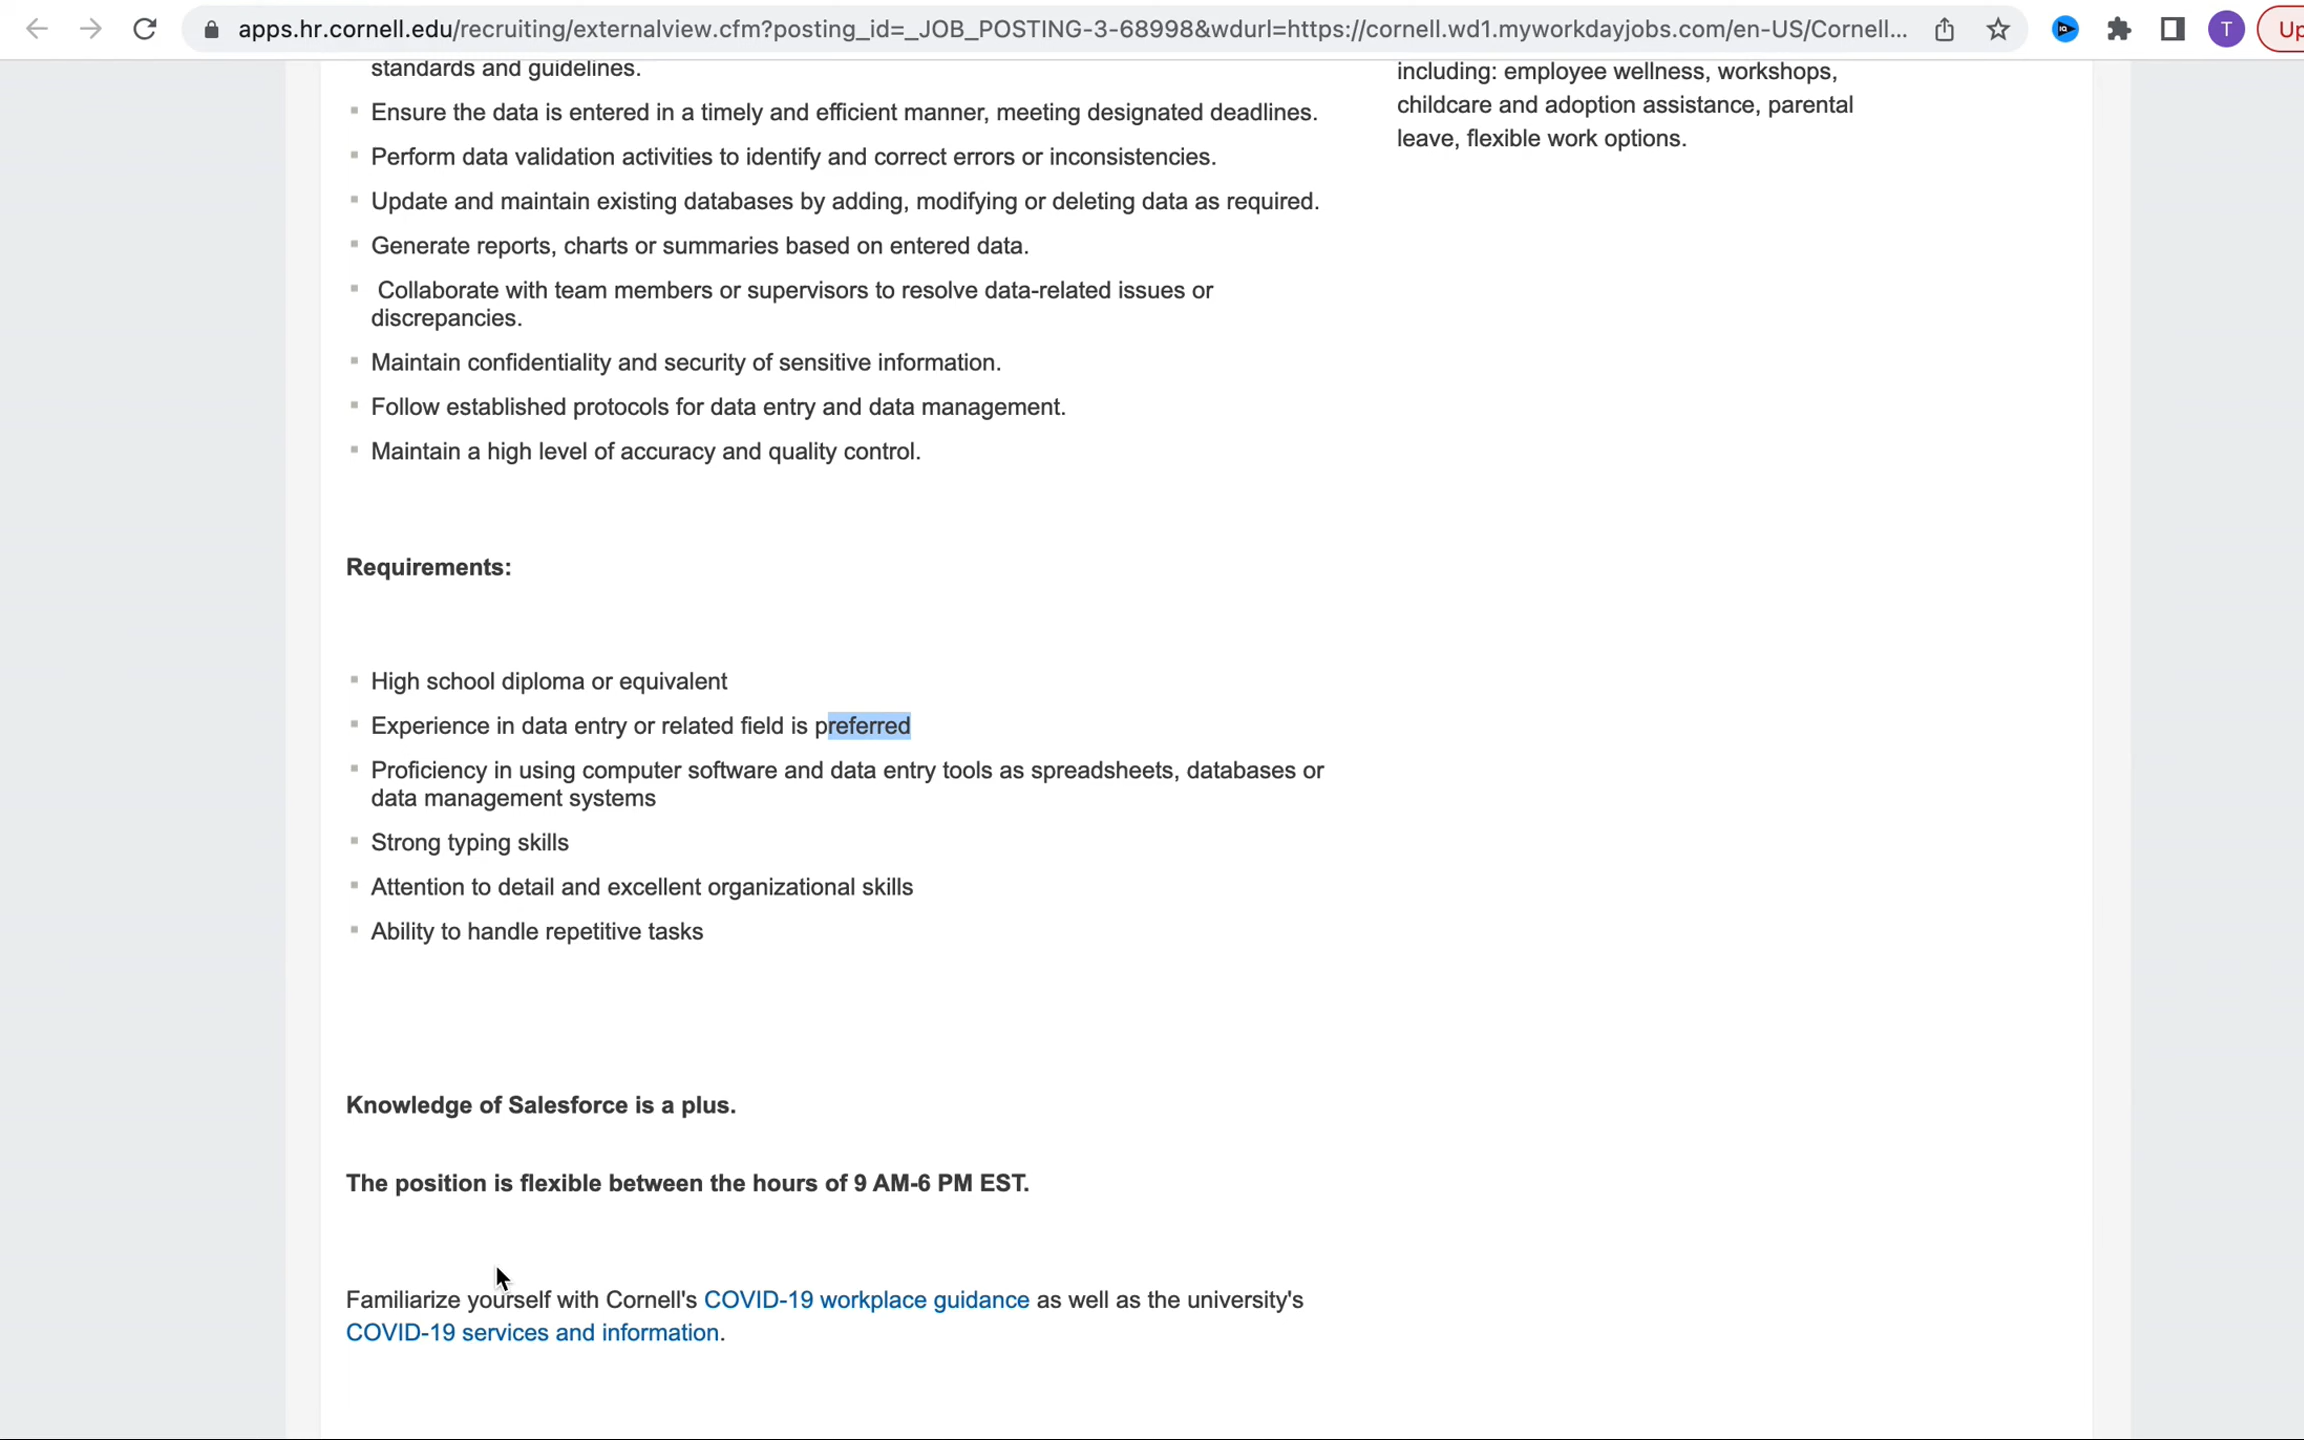 apps.hr.cornell.edu/recruiting/externalview.cfm?posting_id=_JOB_POSTING-3-68998&wdurl=https://cornell.wd1.myworkdayjobs.com/en-US/Cornell...
T
Up
standards and guidelines.
Ensure the data is entered in a timely and efficient manner, meeting designated deadlines.
Perform data validation activities to identify and correct errors or inconsistencies.
Update and maintain existing databases by adding, modifying or deleting data as required.
Generate reports, charts or summaries based on entered data.
Collaborate with team members or supervisors to resolve data-related issues or
discrepancies.
Maintain confidentiality and security of sensitive information.
Follow established protocols for data entry and data management.
Maintain a high level of accuracy and quality control.
Requirements:
High school diploma or equivalent
Experience in data entry or related field is preferred
Proficiency in using computer software and data entry tools as spreadsheets, databases or
data management systems
Strong typing skills
Attention to detail and excellent organizational skills
Ability to handle repetitive tasks
Knowledge of Salesforce is a plus.
The position is flexible between the hours of 9 AM-6 PM EST.
Familiarize yourself with Cornell's COVID-19 workplace guidance as well as the university's
COVID-19 services and information.
including: employee wellness, workshops,
childcare and adoption assistance, parental
leave, flexible work options.